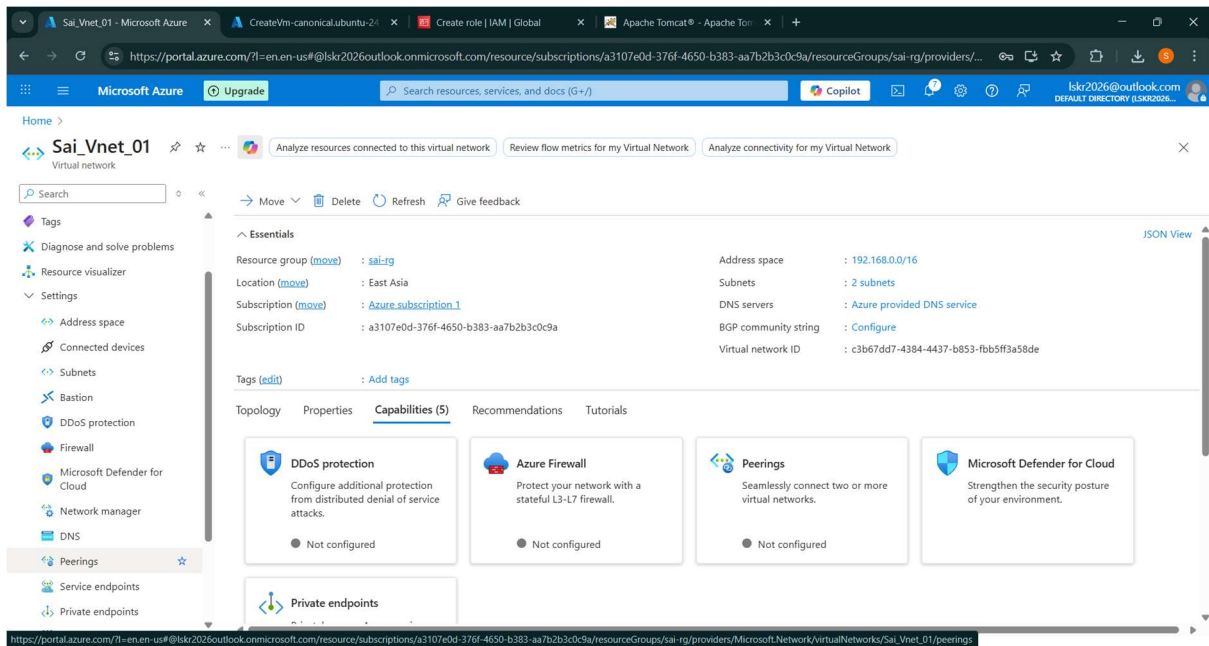 Sai_Vnet_01 - Microsoft Azure
CreateVm-canonical.ubuntu-24
Create role | IAM | Global
Apache Tomcat® - Apache Tom
https://portal.azure.com/?l=en.en-us#@lskr2026outlook.onmicrosoft.com/resource/subscriptions/a3107e0d-376f-4650-b383-aa7b2b3c0c9a/resourceGroups/sai-rg/providers/...
S
Microsoft Azure
Upgrade
Search resources, services, and docs (G+/)
Copilot
7
lskr2026@outlook.com
DEFAULT DIRECTORY (LSKR2026...
Home >
Sai_Vnet_01
Virtual network
Analyze resources connected to this virtual network
Review flow metrics for my Virtual Network
Analyze connectivity for my Virtual Network
Search
Tags
Diagnose and solve problems
Resource visualizer
Settings
Address space
Connected devices
Subnets
Bastion
DDoS protection
Firewall
Microsoft Defender for
Cloud
Network manager
DNS
Peerings
Service endpoints
Private endpoints
Move
Delete
Refresh
Give feedback
Essentials
JSON View
Resource group (move) : sai-rg
Location (move) : East Asia
Subscription (move) : Azure subscription 1
Subscription ID : a3107e0d-376f-4650-b383-aa7b2b3c0c9a
Address space : 192.168.0.0/16
Subnets : 2 subnets
DNS servers : Azure provided DNS service
BGP community string : Configure
Virtual network ID : c3b67dd7-4384-4437-b853-fbb5ff3a58de
Tags (edit) : Add tags
Topology
Properties
Capabilities (5)
Recommendations
Tutorials
DDoS protection
Configure additional protection
from distributed denial of service
attacks.
Not configured
Azure Firewall
Protect your network with a
stateful L3-L7 firewall.
Not configured
Peerings
Seamlessly connect two or more
virtual networks.
Not configured
Microsoft Defender for Cloud
Strengthen the security posture
of your environment.
Private endpoints
https://portal.azure.com/?l=en.en-us#@lskr2026outlook.onmicrosoft.com/resource/subscriptions/a3107e0d-376f-4650-b383-aa7b2b3c0c9a/resourceGroups/sai-rg/providers/Microsoft.Network/virtualNetworks/Sai_Vnet_01/peerings